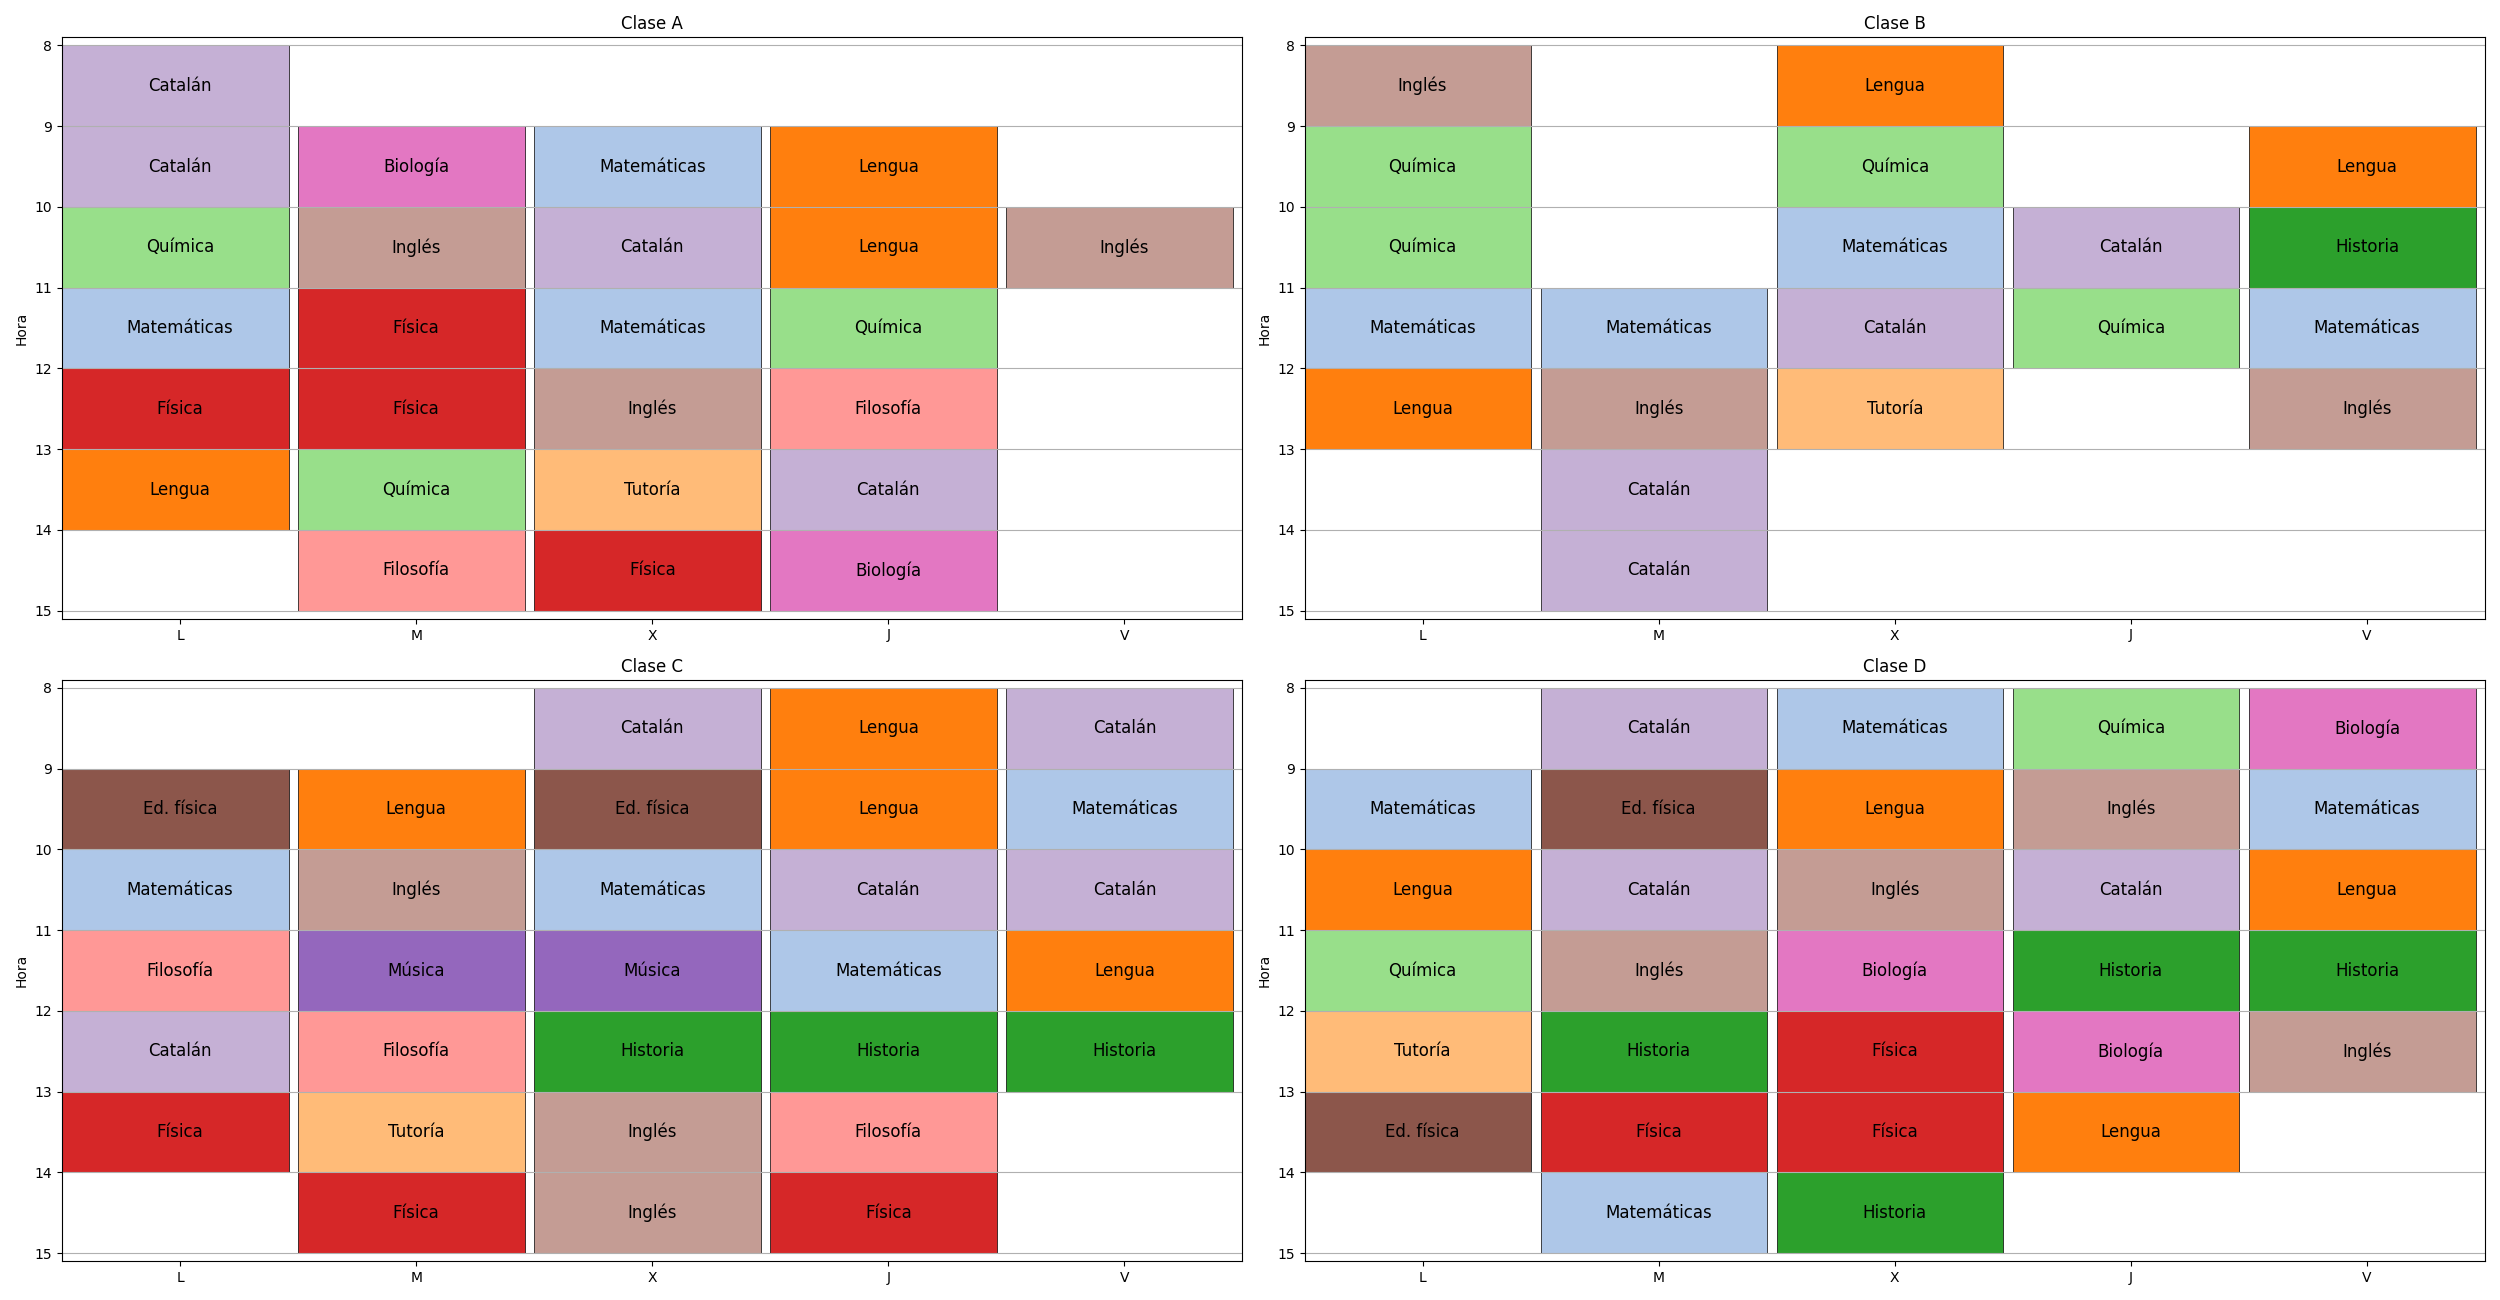 Clase A
8
Catalán
9
Catalán Biología Matemáticas Lengua
10
Química Inglés Catalán Lengua Inglés
11
Hora
Matemáticas Física Matemáticas Química
12
Física Física Inglés Filosofía
13
Lengua Química Tutoría Catalán
14
Filosofía Física Biología
15
L M X J V
Clase B
8
Inglés Lengua
9
Química Química Lengua
10
Química Matemáticas Catalán Historia
11
Hora
Matemáticas Matemáticas Catalán Química Matemáticas
12
Lengua Inglés Tutoría Inglés
13
Catalán
14
Catalán
15
L M X J V
Clase C
8
Catalán Lengua Catalán
9
Ed. física Lengua Ed. física Lengua Matemáticas
10
Matemáticas Inglés Matemáticas Catalán Catalán
11
Hora
Filosofía Música Música Matemáticas Lengua
12
Catalán Filosofía Historia Historia Historia
13
Física Tutoría Inglés Filosofía
14
Física Inglés Física
15
L M X J V
Clase D
8
Catalán Matemáticas Química Biología
9
Matemáticas Ed. física Lengua Inglés Matemáticas
10
Lengua Catalán Inglés Catalán Lengua
11
Hora
Química Inglés Biología Historia Historia
12
Tutoría Historia Física Biología Inglés
13
Ed. física Física Física Lengua
14
Matemáticas Historia
15
L M X J V